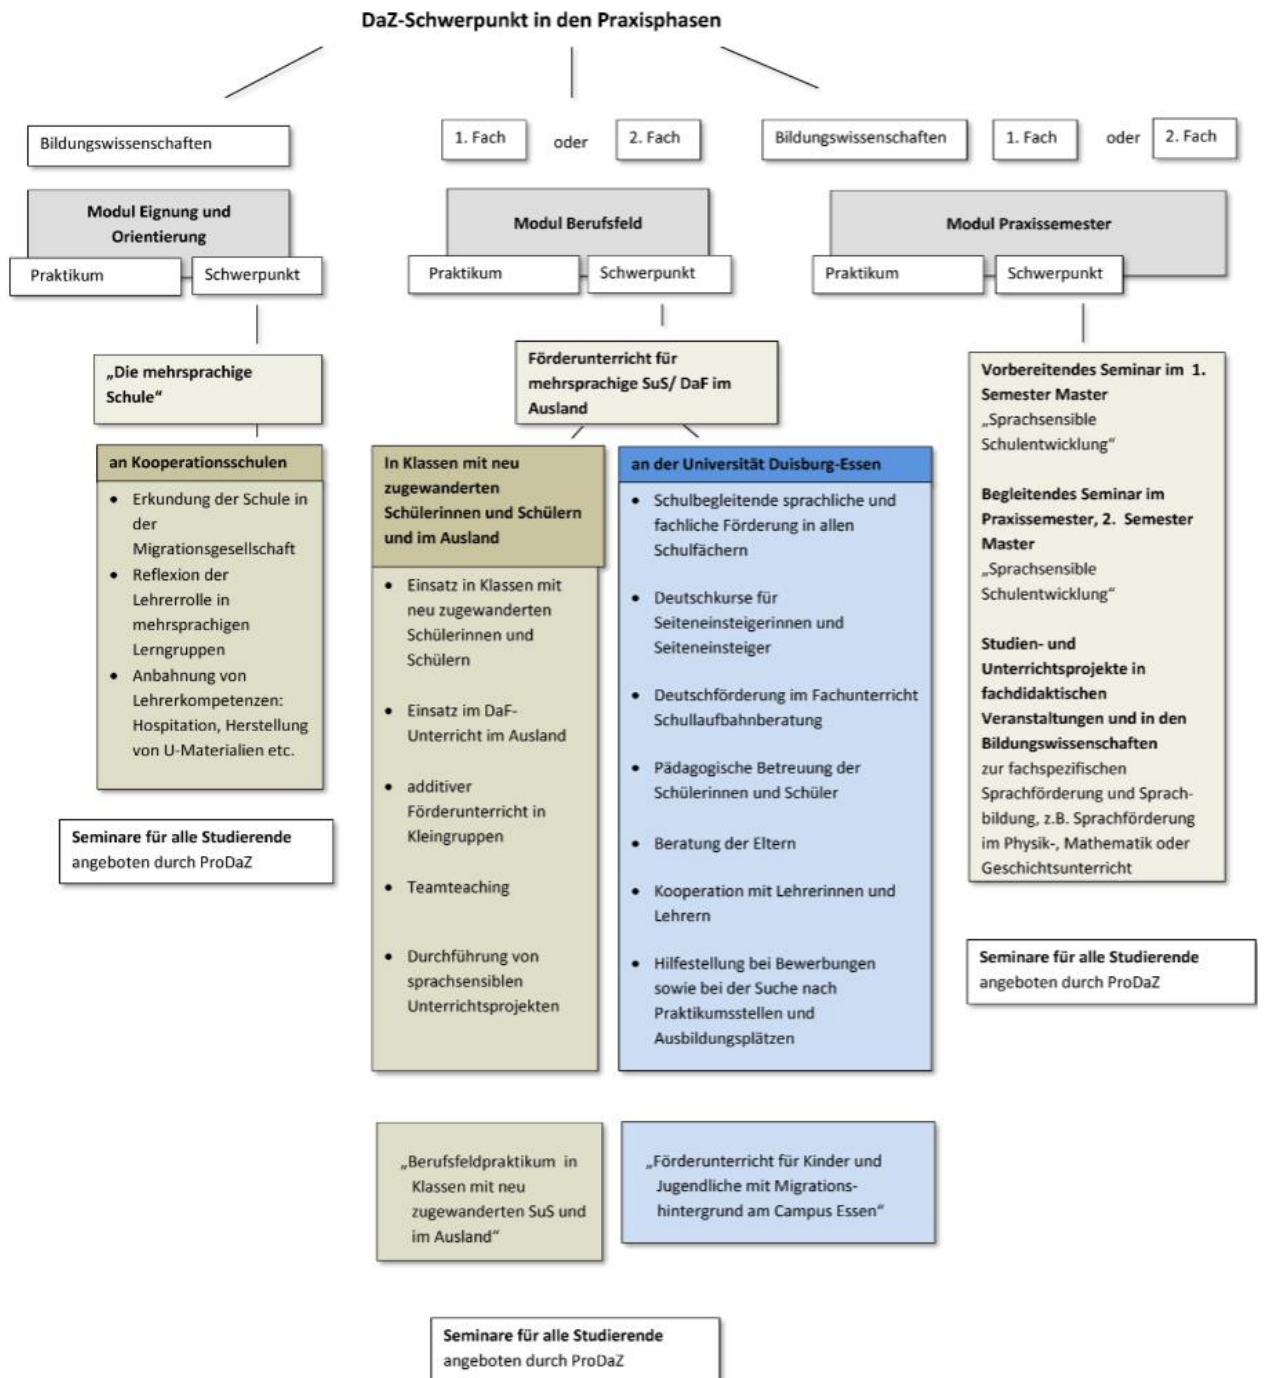 DaZ-Schwerpunkt in den Praxisphasen
Bildungswissenschaften
1. Fach
oder
2. Fach
Bildungswissenschaften
1. Fach
oder
2. Fach
Modul Eignung und
Orientierung
Praktikum
Schwerpunkt
Modul Berufsfeld
Praktikum
Schwerpunkt
Modul Praxissemester
Praktikum
Schwerpunkt
„Die mehrsprachige
Schule“
an Kooperationsschulen
• Erkundung der Schule in
der
Migrationsgesellschaft
• Reflexion der
Lehrerrolle in
mehrsprachigen
Lerngruppen
• Anbahnung von
Lehrerkompetenzen:
Hospitation, Herstellung
von U-Materialien etc.
Seminare für alle Studierende
angeboten durch ProDaZ
Förderunterricht für
mehrsprachige SuS/ DaF im
Ausland
In Klassen mit neu
zugewanderten
Schülerinnen und Schülern
und im Ausland
• Einsatz in Klassen mit
neu zugewanderten
Schülerinnen und
Schülern
• Einsatz im DaF-
Unterricht im Ausland
• additiver
Förderunterricht in
Kleingruppen
• Teamteaching
• Durchführung von
sprachsensiblen
Unterrichtsprojekten
an der Universität Duisburg-Essen
• Schulbegleitende sprachliche und
fachliche Förderung in allen
Schulfächern
• Deutschkurse für
Seiteneinsteigerinnen und
Seiteneinsteiger
• Deutschförderung im Fachunterricht
Schullaufbahnberatung
• Pädagogische Betreuung der
Schülerinnen und Schüler
• Beratung der Eltern
• Kooperation mit Lehrerinnen und
Lehrern
• Hilfestellung bei Bewerbungen
sowie bei der Suche nach
Praktikumsstellen und
Ausbildungsplätzen
„Berufsfeldpraktikum in
Klassen mit neu
zugewanderten SuS und
im Ausland“
„Förderunterricht für Kinder und
Jugendliche mit Migrations-
hintergrund am Campus Essen“
Seminare für alle Studierende
angeboten durch ProDaZ
Vorbereitendes Seminar im 1.
Semester Master
„Sprachsensible
Schulentwicklung“
Begleitendes Seminar im
Praxissemester, 2. Semester
Master
„Sprachsensible
Schulentwicklung“
Studien- und
Unterrichtsprojekte in
fachdidaktischen
Veranstaltungen und in den
Bildungswissenschaften
zur fachspezifischen
Sprachförderung und Sprach-
bildung, z.B. Sprachförderung
im Physik-, Mathematik oder
Geschichtsunterricht
Seminare für alle Studierende
angeboten durch ProDaZ